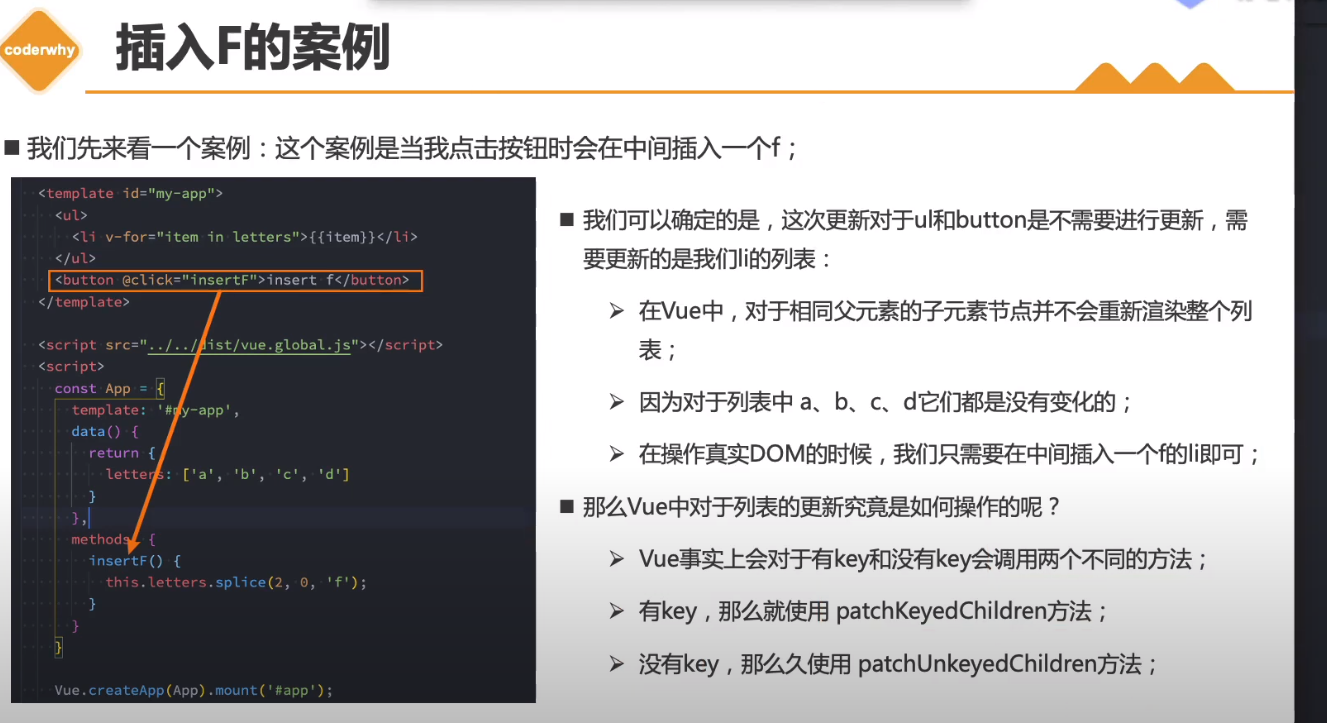 coderwhy
插入F的案例
■ 我们先来看一个案例：这个案例是当我点击按钮时会在中间插入一个f；
<template id="my-app">
<ul>
<li v-for="item in letters">{{item}}</li>
</ul>
<button @click="insertF">insert f</button>
</template>
<script src="../../dist/vue.global.js"></script>
<script>
const App = {
template: '#my-app',
data() {
return {
letters: ['a', 'b', 'c', 'd']
}
},
methods: {
insertF() {
this.letters.splice(2, 0, 'f');
}
}
}
Vue.createApp(App).mount('#app');
■ 我们可以确定的是，这次更新对于ul和button是不需要进行更新，需
要更新的是我们li的列表：
➢ 在Vue中，对于相同父元素的子元素节点并不会重新渲染整个列
表；
➢ 因为对于列表中 a、b、c、d它们都是没有变化的；
➢ 在操作真实DOM的时候，我们只需要在中间插入一个f的li即可；
■ 那么Vue中对于列表的更新究竟是如何操作的呢？
➢ Vue事实上会对于有key和没有key会调用两个不同的方法；
➢ 有key，那么就使用 patchKeyedChildren方法；
➢ 没有key，那么久使用 patchUnkeyedChildren方法；